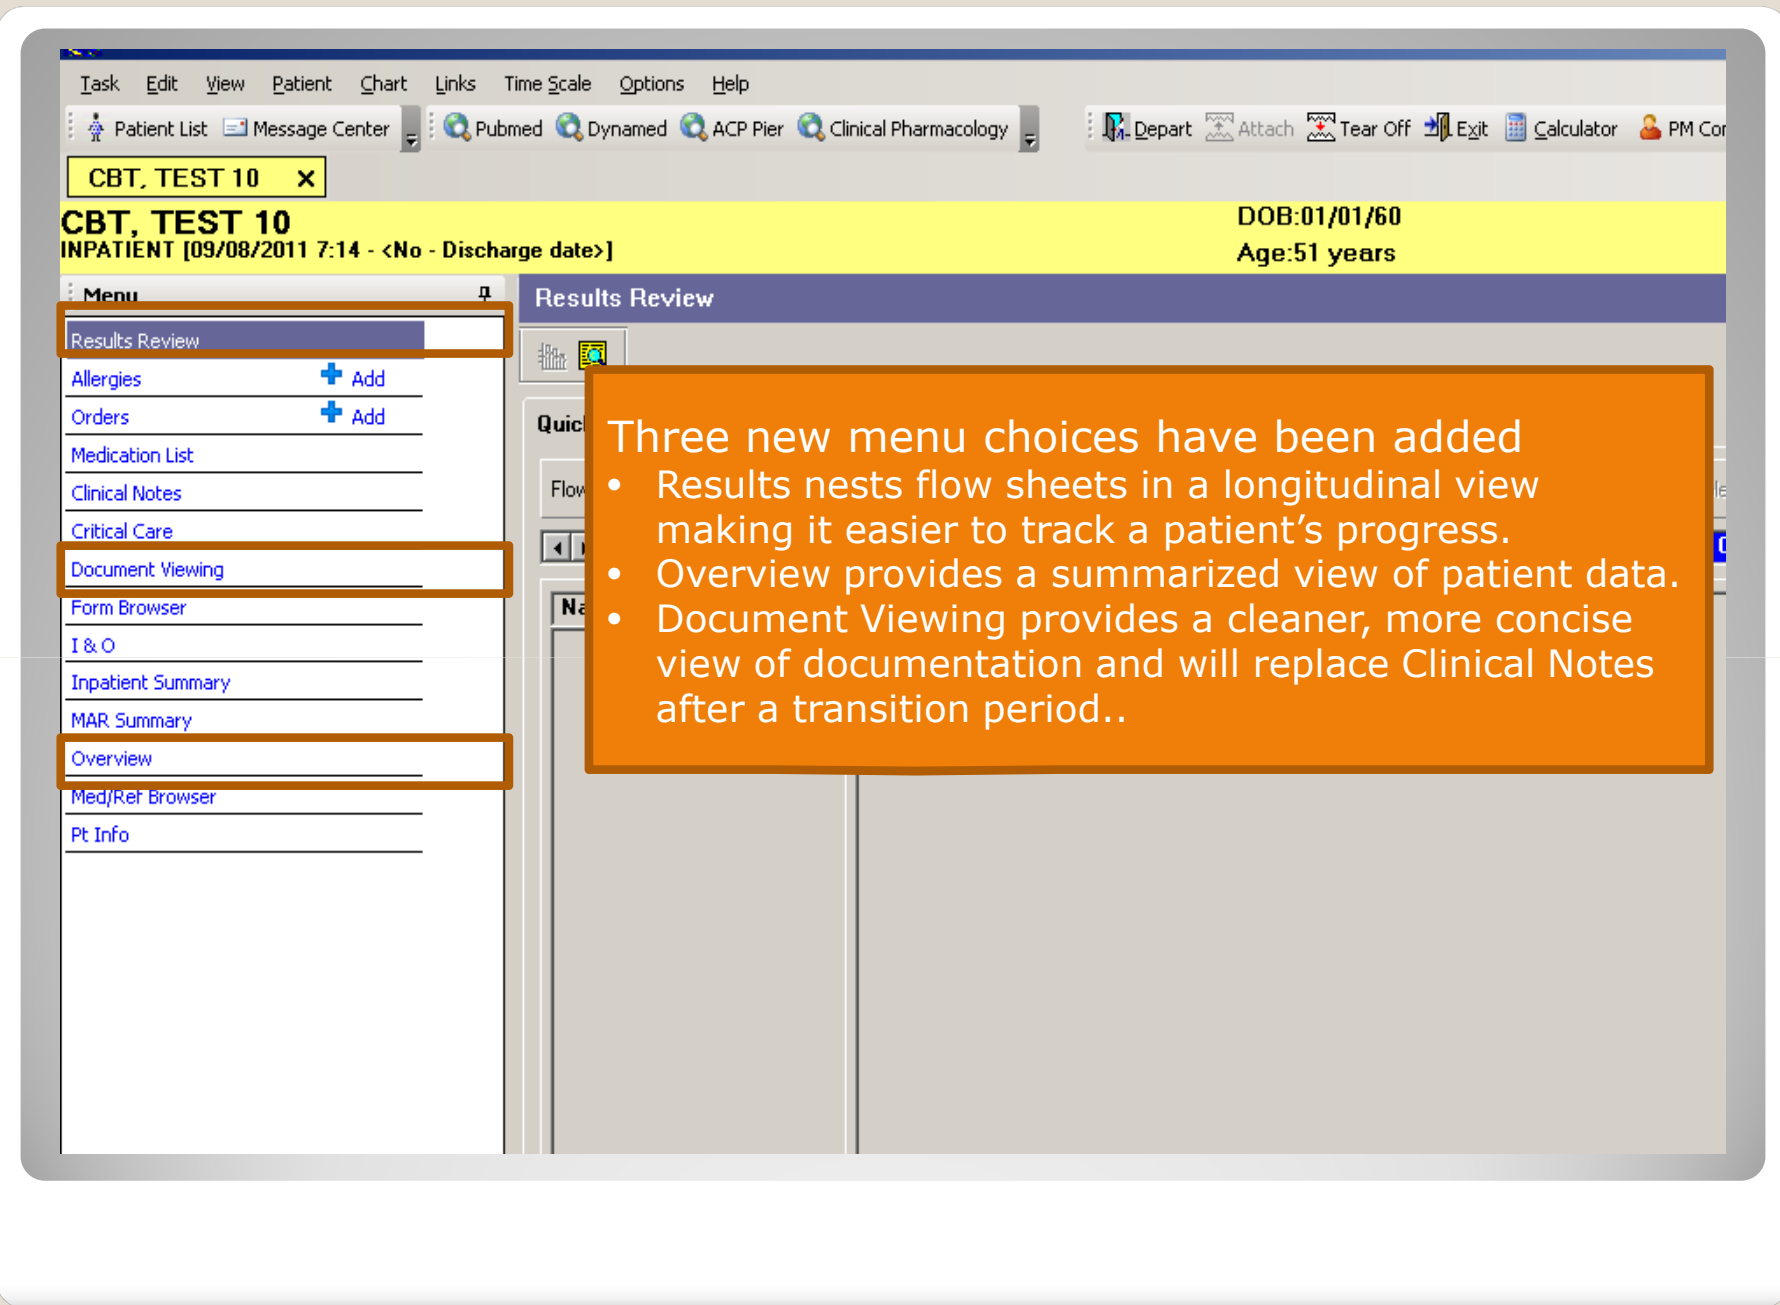 Task Edit View Patient Chart Links Time Scale Options Help
Patient List Message Center Pubmed Dynamed ACP Pier Clinical Pharmacology Depart Attach Tear Off Exit Calculator PM
CBT, TEST 10 x
CBT, TEST 10 DOB:01/01/60
INPATIENT [09/08/2011 7:14 - <No - Discharge date>] Age:51 years
Menu
Results Review
Results Review
Allergies Add
Orders Add
Medication List
Clinical Notes
Critical Care
Document Viewing
Form Browser
I & O
Inpatient Summary
MAR Summary
Overview
Med/Ref Browser
Pt Info
Three new menu choices have been added
• Results nests flow sheets in a longitudinal view
making it easier to track a patient’s progress.
• Overview provides a summarized view of patient data.
• Document Viewing provides a cleaner, more concise
view of documentation and will replace Clinical Notes
after a transition period..